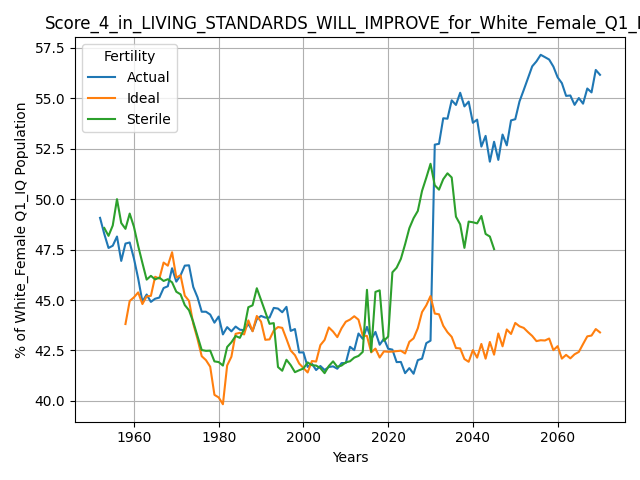 Score_4_in_LIVING_STANDARDS_WILL_IMPROVE_for_White_Female_Q1_I
Fertility
Actual
Ideal
Sterile
% of White_Female Q1_IQ Population
57.5
55.0
52.5
50.0
47.5
45.0
42.5
40.0
1960
1980
2000
2020
2040
2060
Years